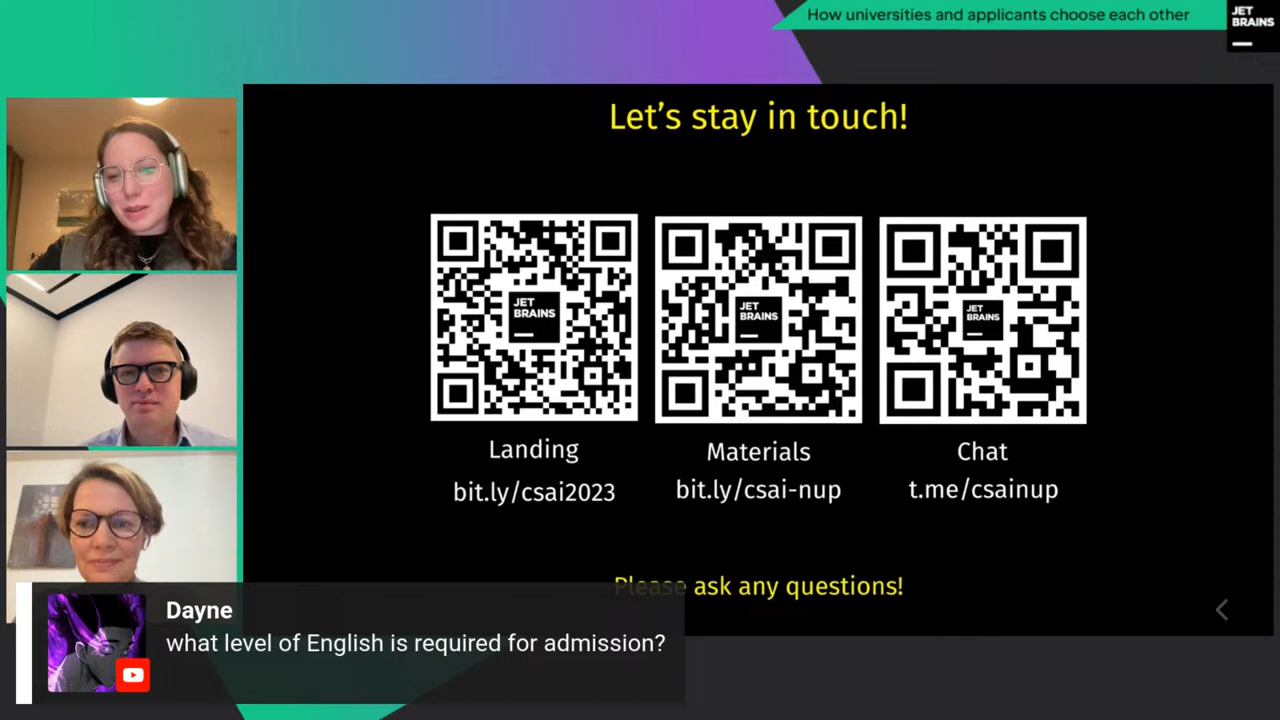 How universities and applicants choose each other
JET
BRAINS
Let's stay in touch!
JET
BRAINS
JET
BRAINS
JET
BRAINS
Landing
Materials
Chat
bit.ly/csai2023
bit.ly/csai-nup
t.me/csainup
Please ask any questions!
Dayne
what level of English is required for admission?